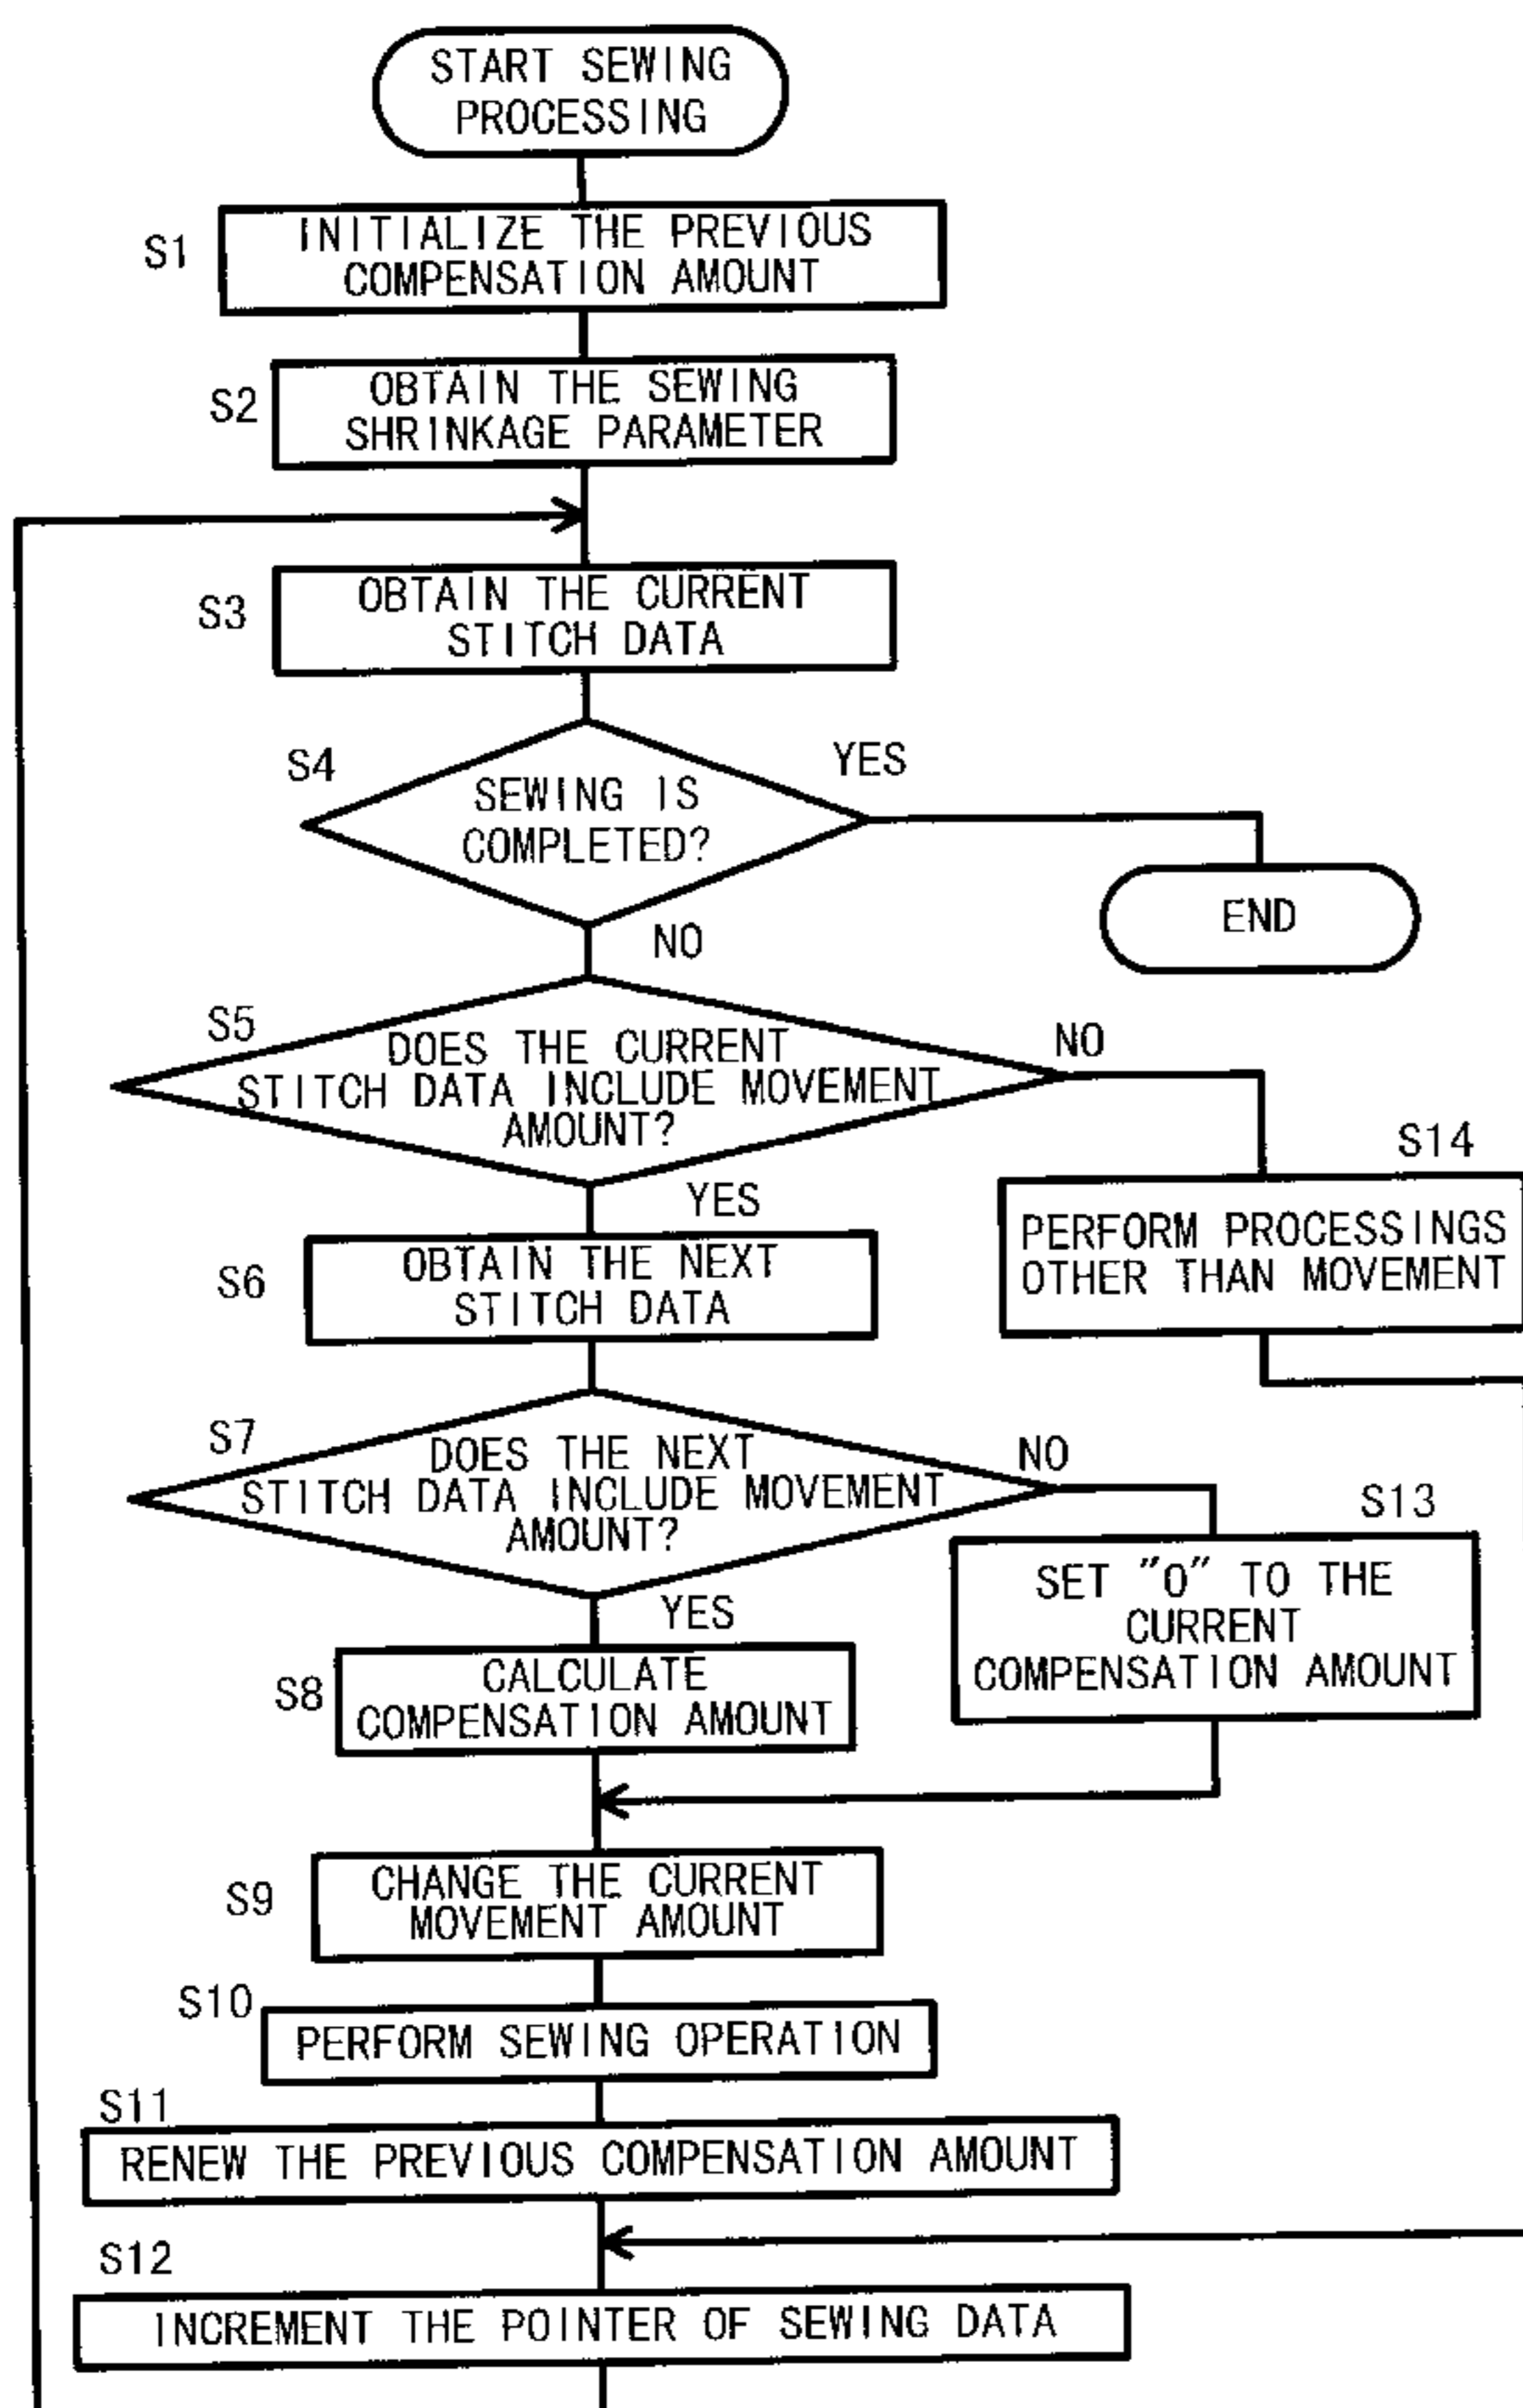 START SEWING
PROCESSING
S1
INITIALIZE THE PREVIOUS
COMPENSATION AMOUNT
S2
OBTAIN THE SEWING
SHRINKAGE PARAMETER
S3
OBTAIN THE CURRENT
STITCH DATA
S4
SEWING IS
COMPLETED?
YES
END
NO
S5
DOES THE CURRENT
STITCH DATA INCLUDE MOVEMENT
AMOUNT?
NO
S14
PERFORM PROCESSINGS
OTHER THAN MOVEMENT
YES
S6
OBTAIN THE NEXT
STITCH DATA
S7
DOES THE NEXT
STITCH DATA INCLUDE MOVEMENT
AMOUNT?
NO
S13
SET "0" TO THE
CURRENT
COMPENSATION AMOUNT
YES
S8
CALCULATE
COMPENSATION AMOUNT
S9
CHANGE THE CURRENT
MOVEMENT AMOUNT
S10
PERFORM SEWING OPERATION
S11
RENEW THE PREVIOUS COMPENSATION AMOUNT
S12
INCREMENT THE POINTER OF SEWING DATA